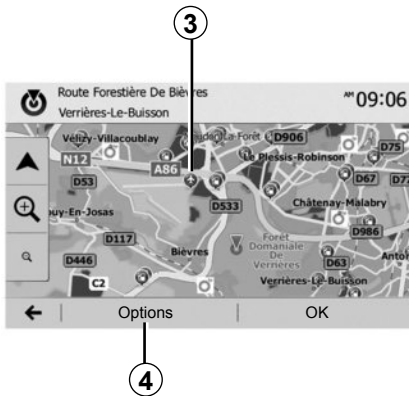 3
Route Forestière De Bièvres
Verrières-Le-Buisson
AM 09:06
Vélizy-Villacoublay
D906
Le Plessis-Robinson
D75
N12
A86
D53
D67
D533
Châtenay-Malabry
D986
D117
Bièvres
Forêt
Domaniale
De
Verrières
D446
D63
C2
Verrières-Le-Buisson
Options
OK
4